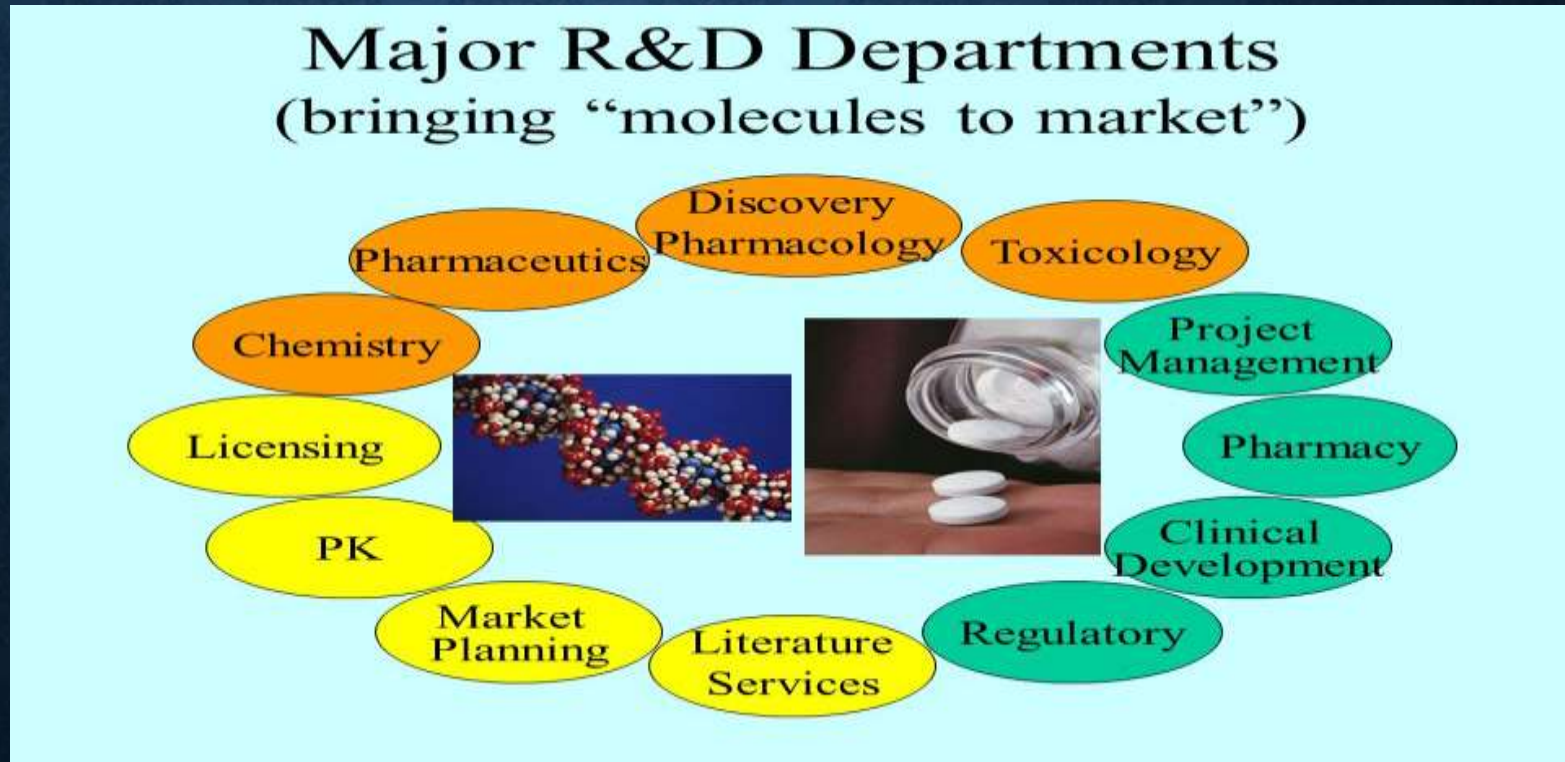 Major R&D Departments
(bringing “molecules to market”)
Discovery
Pharmacology
Pharmaceutics
Toxicology
Chemistry
Project
Management
Licensing
Pharmacy
PK
Clinical
Development
Market
Planning
Literature
Services
Regulatory